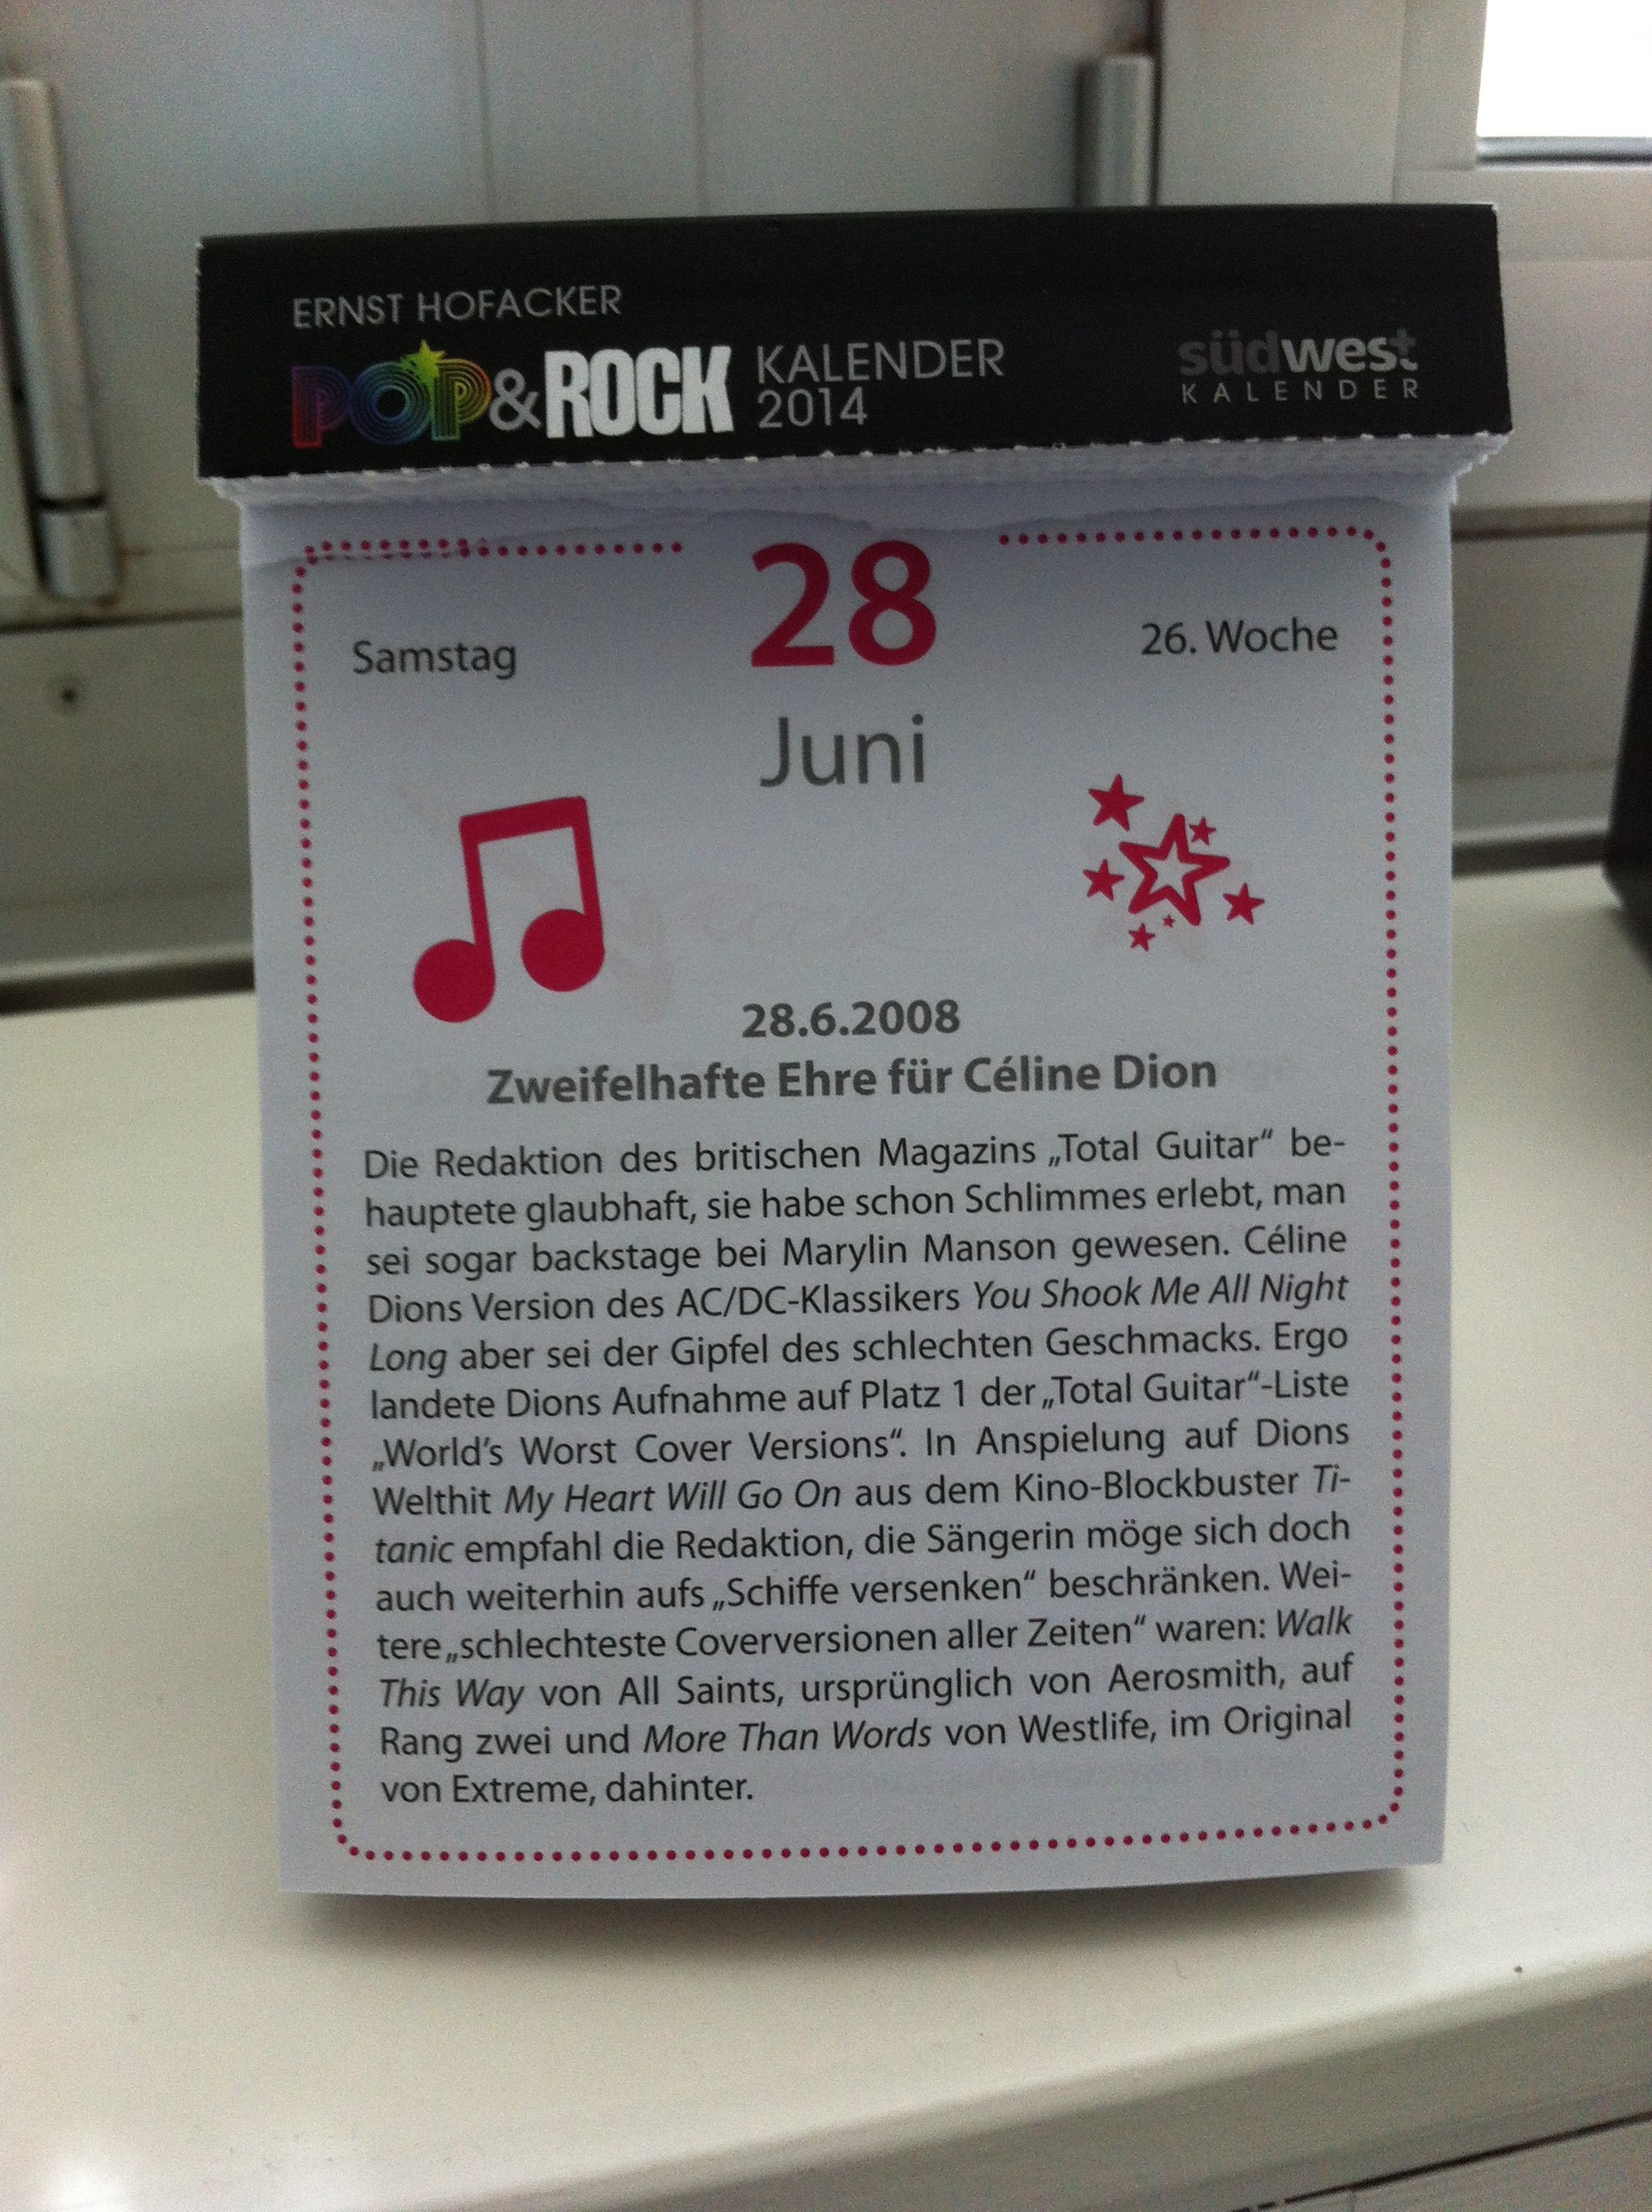 ERNST HOFACKER
POP&ROCK KALENDER
2014
südwest
KALENDER
Samstag
28
26. Woche
Juni
28.6.2008
Zweifelhafte Ehre für Céline Dion
Die Redaktion des britischen Magazins „Total Guitar“ be-
hauptete glaubhaft, sie habe schon Schlimmes erlebt, man
sei sogar backstage bei Marylin Manson gewesen. Céline
Dions Version des AC/DC-Klassikers You Shook Me All Night
Long aber sei der Gipfel des schlechten Geschmacks. Ergo
landete Dions Aufnahme auf Platz 1 der „Total Guitar“-Liste
„World’s Worst Cover Versions“. In Anspielung auf Dions
Welthit My Heart Will Go On aus dem Kino-Blockbuster Ti-
tanic empfahl die Redaktion, die Sängerin möge sich doch
auch weiterhin aufs „Schiffe versenken“ beschränken. Wei-
tere „schlechteste Coverversionen aller Zeiten“ waren: Walk
This Way von All Saints, ursprünglich von Aerosmith, auf
Rang zwei und More Than Words von Westlife, im Original
von Extreme, dahinter.